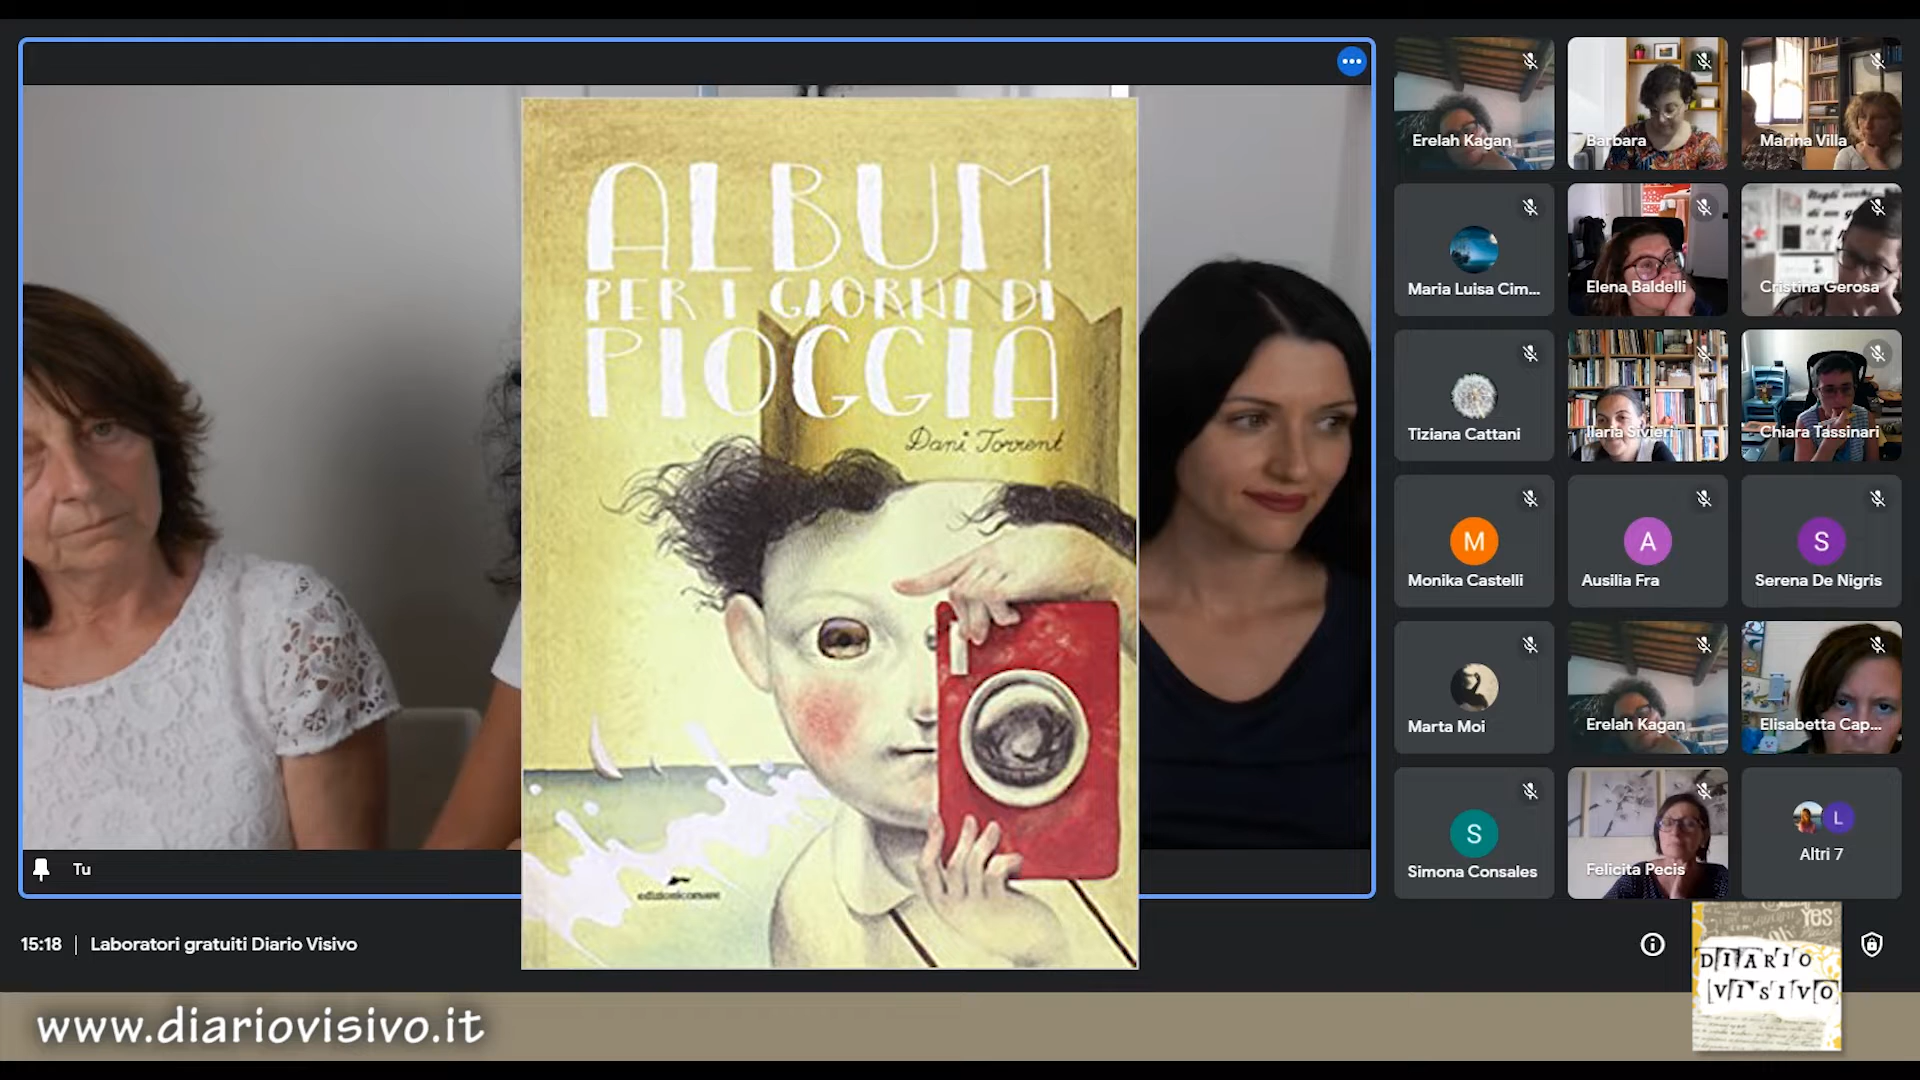 ALBUM
PER I GIORNI DI
PIOGGIA
Dani Torrent
edizionicorsare
Tu
15:18 | Laboratori gratuiti Diario Visivo
www.diariovisivo.it
Erelah Kagan
Barbara
Marina Villa
Maria Luisa Cim...
Elena Baldelli
Cristina Gerosa
Tiziana Cattani
Ilaria Sivieri
Chiara Tassinari
M
Monika Castelli
A
Ausilia Fra
S
Serena De Nigris
Marta Moi
Erelah Kagan
Elisabetta Cap...
S
Simona Consales
Felicita Pecis
L
Altri 7
YES
DIARIO
VISIVO